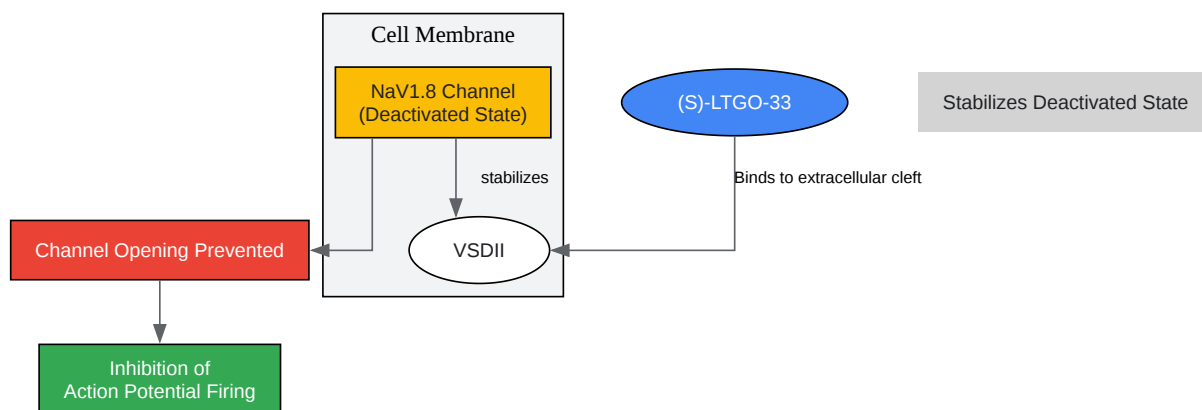 Cell Membrane
NaV1.8 Channel
(Deactivated State)
(S)-LTGO-33
Stabilizes Deactivated State
stabilizes
Binds to extracellular cleft
Channel Opening Prevented
VSDII
Inhibition of
Action Potential Firing